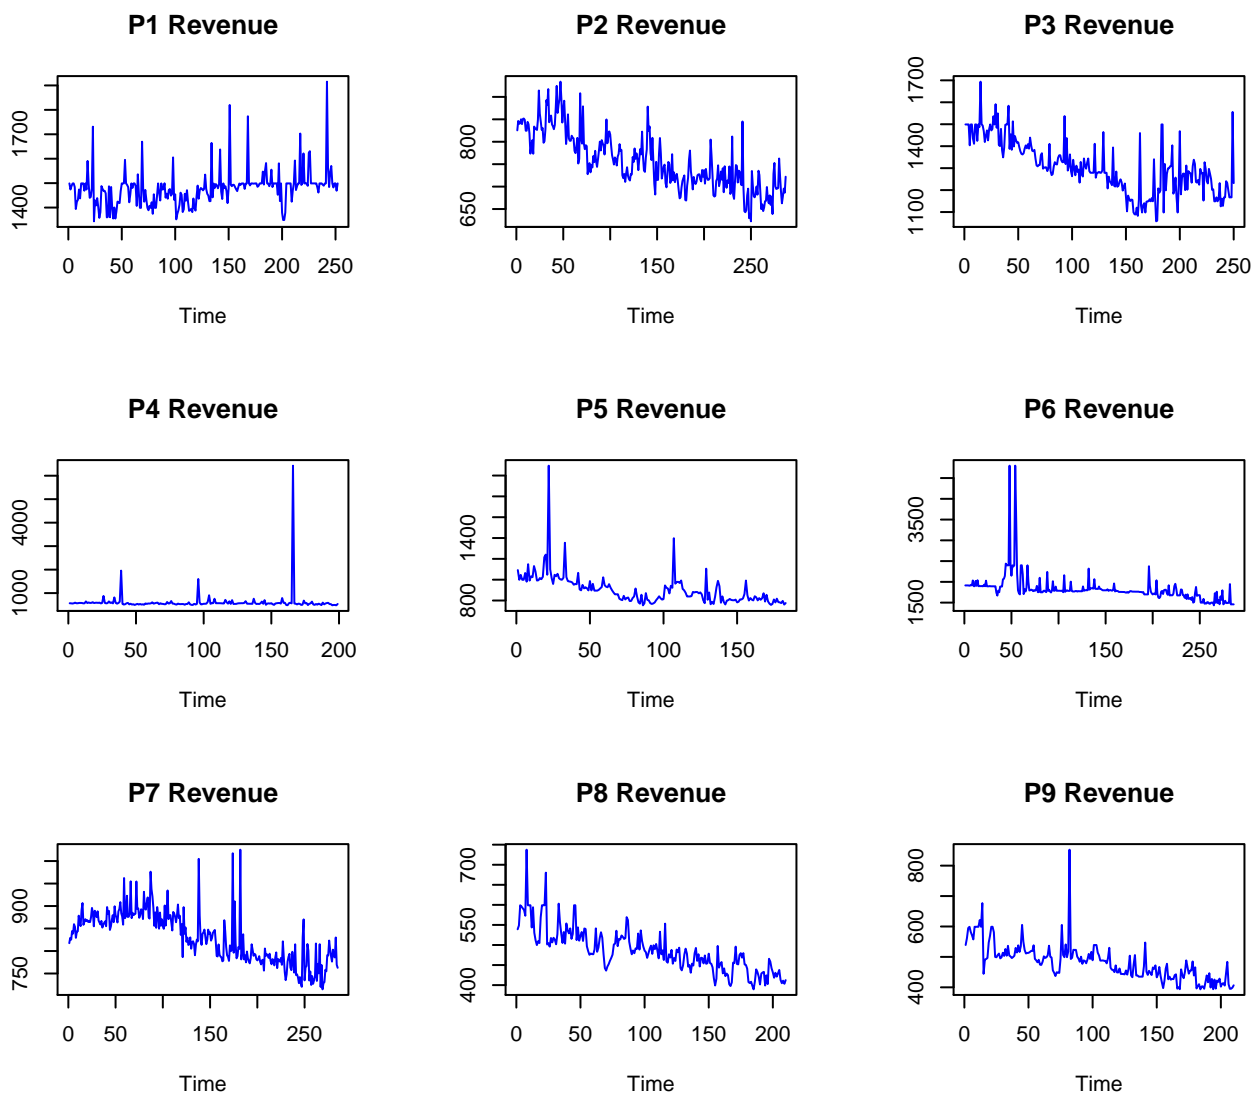 P1 Revenue
1400 1700
0 50 100 150 200 250
Time
P2 Revenue
650 800
0 50 150 250
Time
P3 Revenue
1100 1400 1700
0 50 100 150 200 250
Time
P4 Revenue
1000 4000
0 50 100 150 200
Time
P5 Revenue
800 1400
0 50 100 150
Time
P6 Revenue
1500 3500
0 50 150 250
Time
P7 Revenue
750 900
0 50 150 250
Time
P8 Revenue
400 550 700
0 50 100 150 200
Time
P9 Revenue
400 600 800
0 50 100 150 200
Time